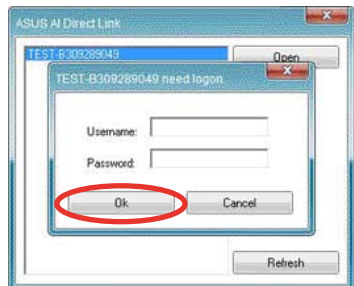 ASUS AI Direct Link
TEST-B309289049
Open
TEST-B309289049 need logon.
Username:
Password:
Ok
Cancel
Refresh